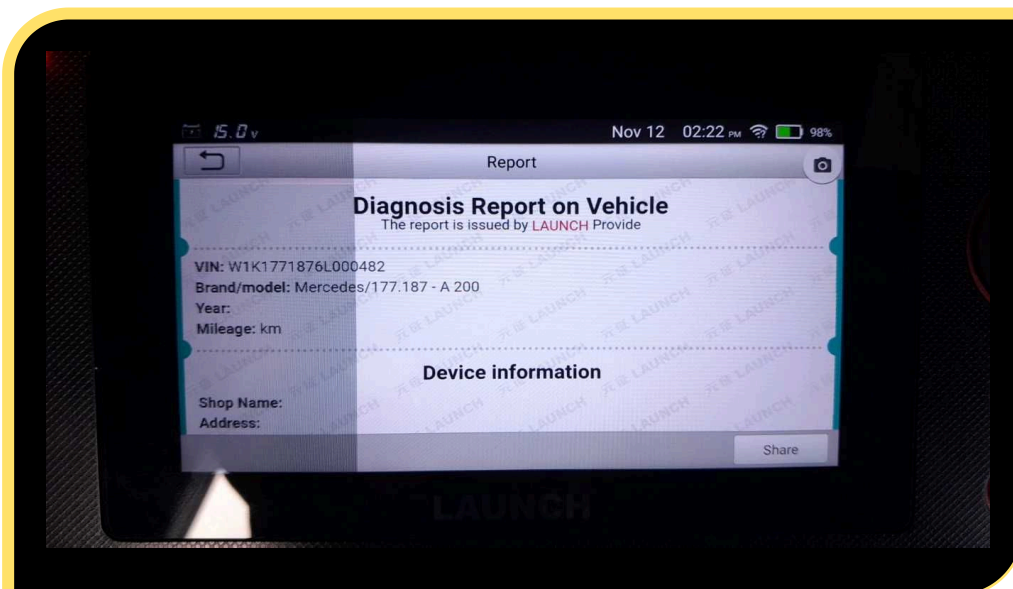 15.0 v Nov 12 02:22 PM 98%
Report
Diagnosis Report on Vehicle
The report is issued by LAUNCH Provide
VIN: W1K1771876L000482
Brand/model: Mercedes/177.187 - A 200
Year:
Mileage: km
Device information
Shop Name:
Address:
Share
LAUNCH